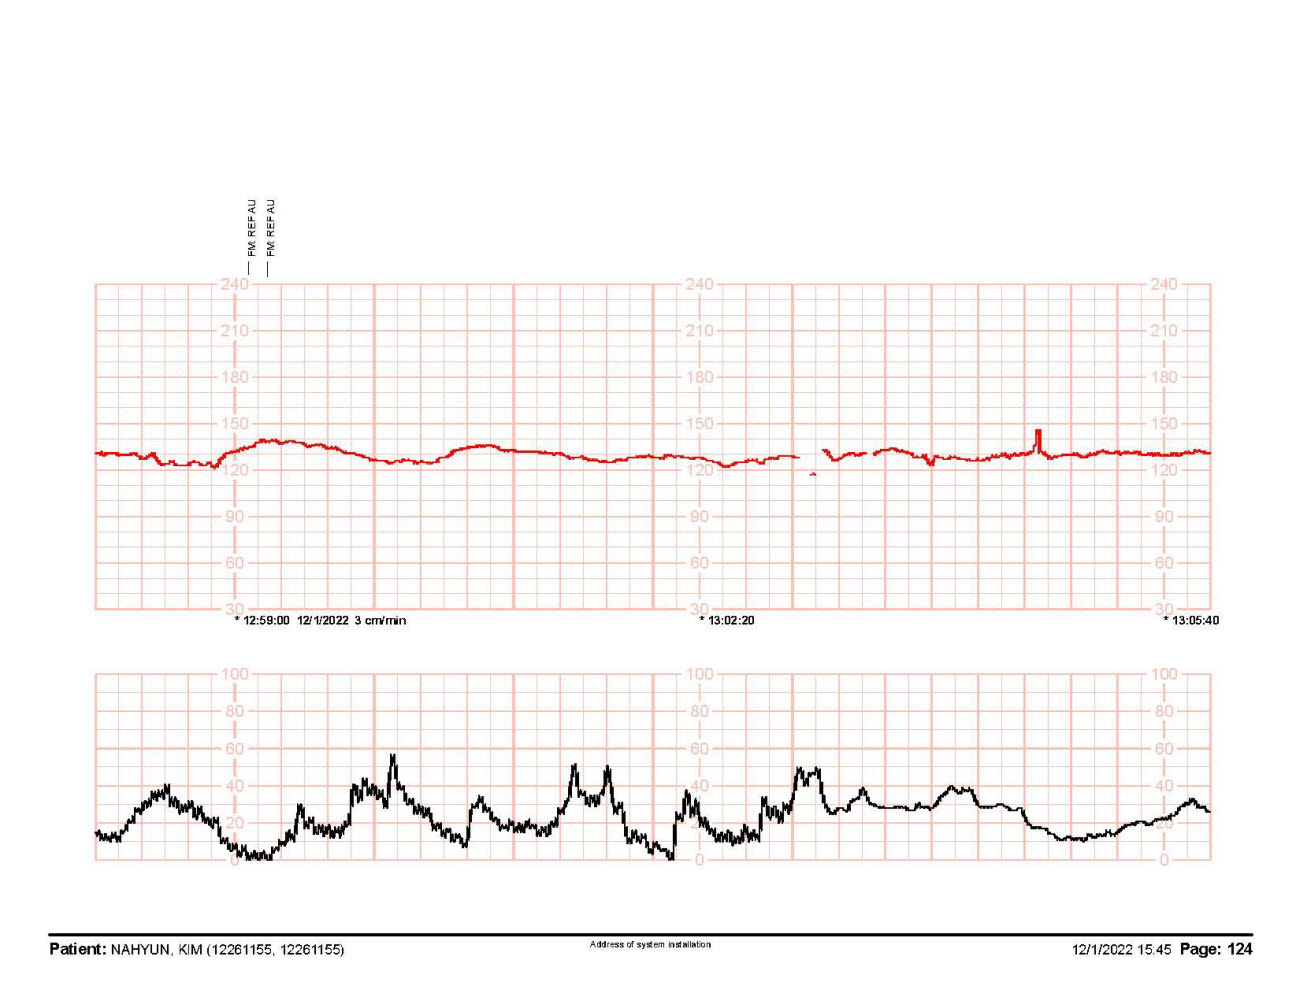 FM: REF AU
FM: REF AU
240 240 240
210 210 210
180 180 180
150 150 150
120 120 120
90 90 90
60 60 60
30 30 30
* 12:59:00 12/1/2022 3 cm/min * 13:02:20 * 13:05:40
100 100 100
80 80 80
60 60 60
40 40 40
20 2 20
0 0 0
Patient: NAHYUN, KIM (12261155, 12261155) Address of system installation 12/1/2022 15:45 Page: 124